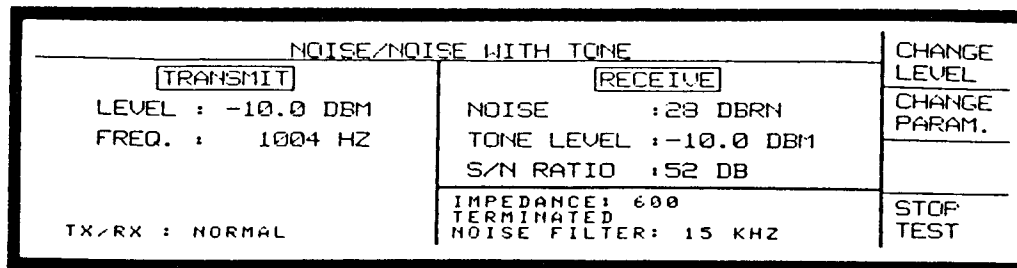 NOISE/NOISE WITH TONE
TRANSMIT
LEVEL : -10.0 DBM
FREQ. : 1004 HZ
TX/RX : NORMAL
RECEIVE
NOISE :28 DBRN
TONE LEVEL :-10.0 DBM
S/N RATIO :52 DB
IMPEDANCE: 600
TERMINATED
NOISE FILTER: 15 KHZ
CHANGE
LEVEL
CHANGE
PARAM.
STOP
TEST